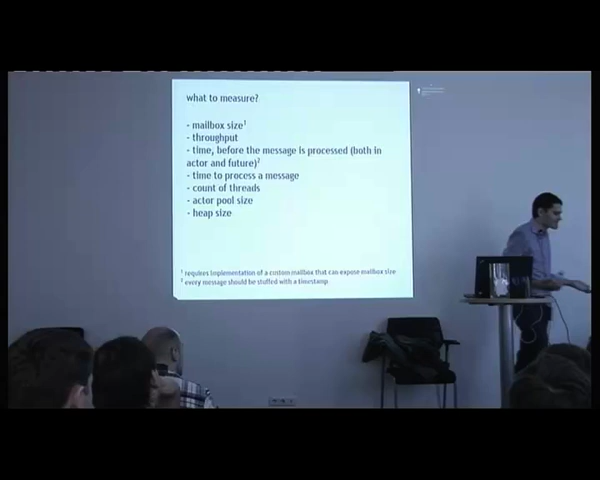 what to measure?
- mailbox size¹
- throughput
- time, before the message is processed (both in
actor and future)²
- time to process a message
- count of threads
- actor pool size
- heap size
¹ requires implementation of a custom mailbox that can expose mailbox size
² every message should be stuffed with a timestamp